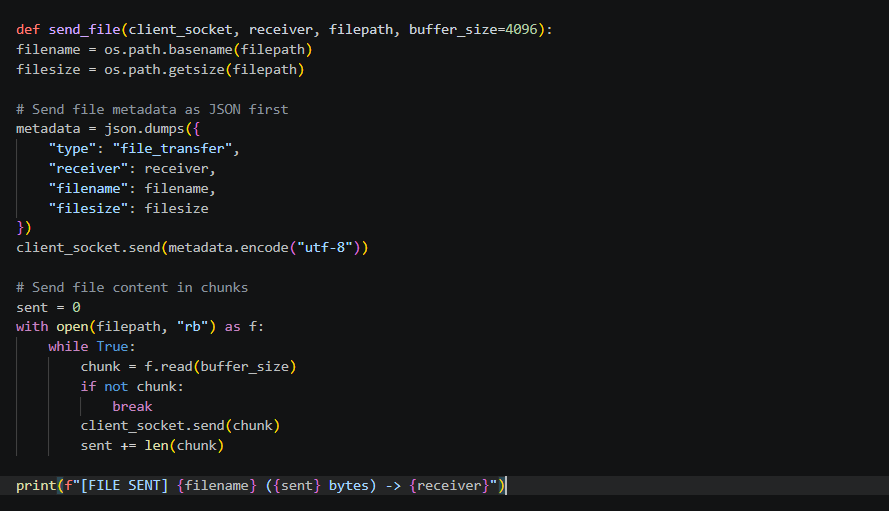 def send_file(client_socket, receiver, filepath, buffer_size=4096):
filename = os.path.basename(filepath)
filesize = os.path.getsize(filepath)

# Send file metadata as JSON first
metadata = json.dumps({
    "type": "file_transfer",
    "receiver": receiver,
    "filename": filename,
    "filesize": filesize
})
client_socket.send(metadata.encode("utf-8"))

# Send file content in chunks
sent = 0
with open(filepath, "rb") as f:
    while True:
        chunk = f.read(buffer_size)
        if not chunk:
            break
        client_socket.send(chunk)
        sent += len(chunk)

print(f"[FILE SENT] {filename} ({sent} bytes) -> {receiver}")